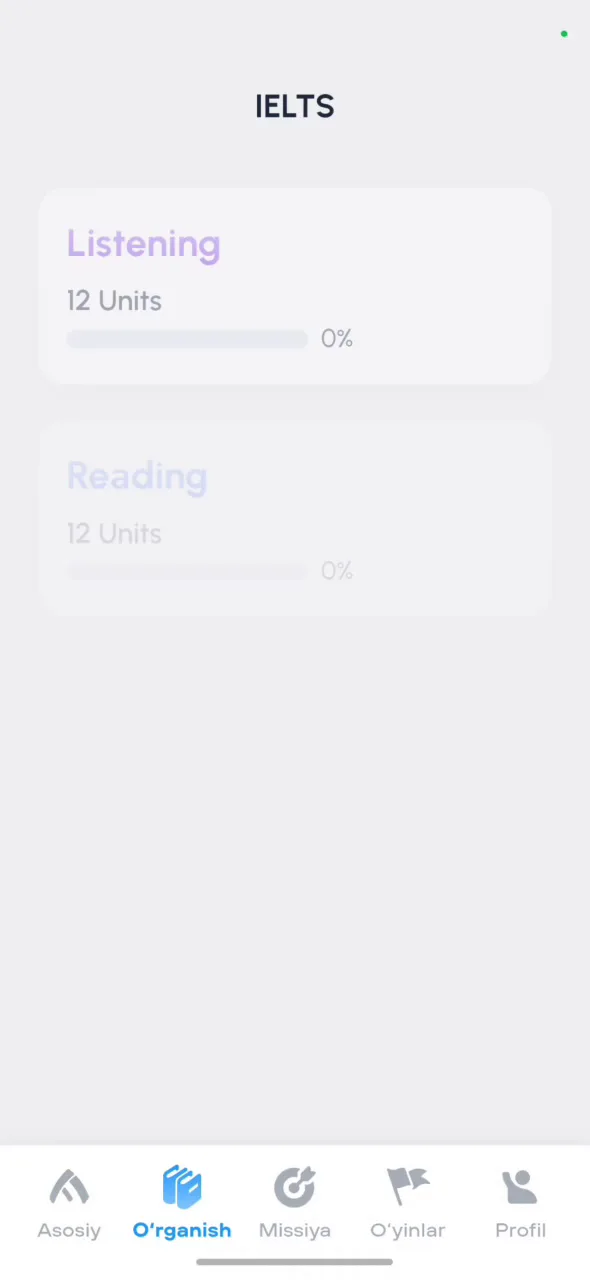 IELTS
Listening
12 Units
0%
Reading
12 Units
0%
Asosiy
O‘rganish
Missiya
O‘yinlar
Profil